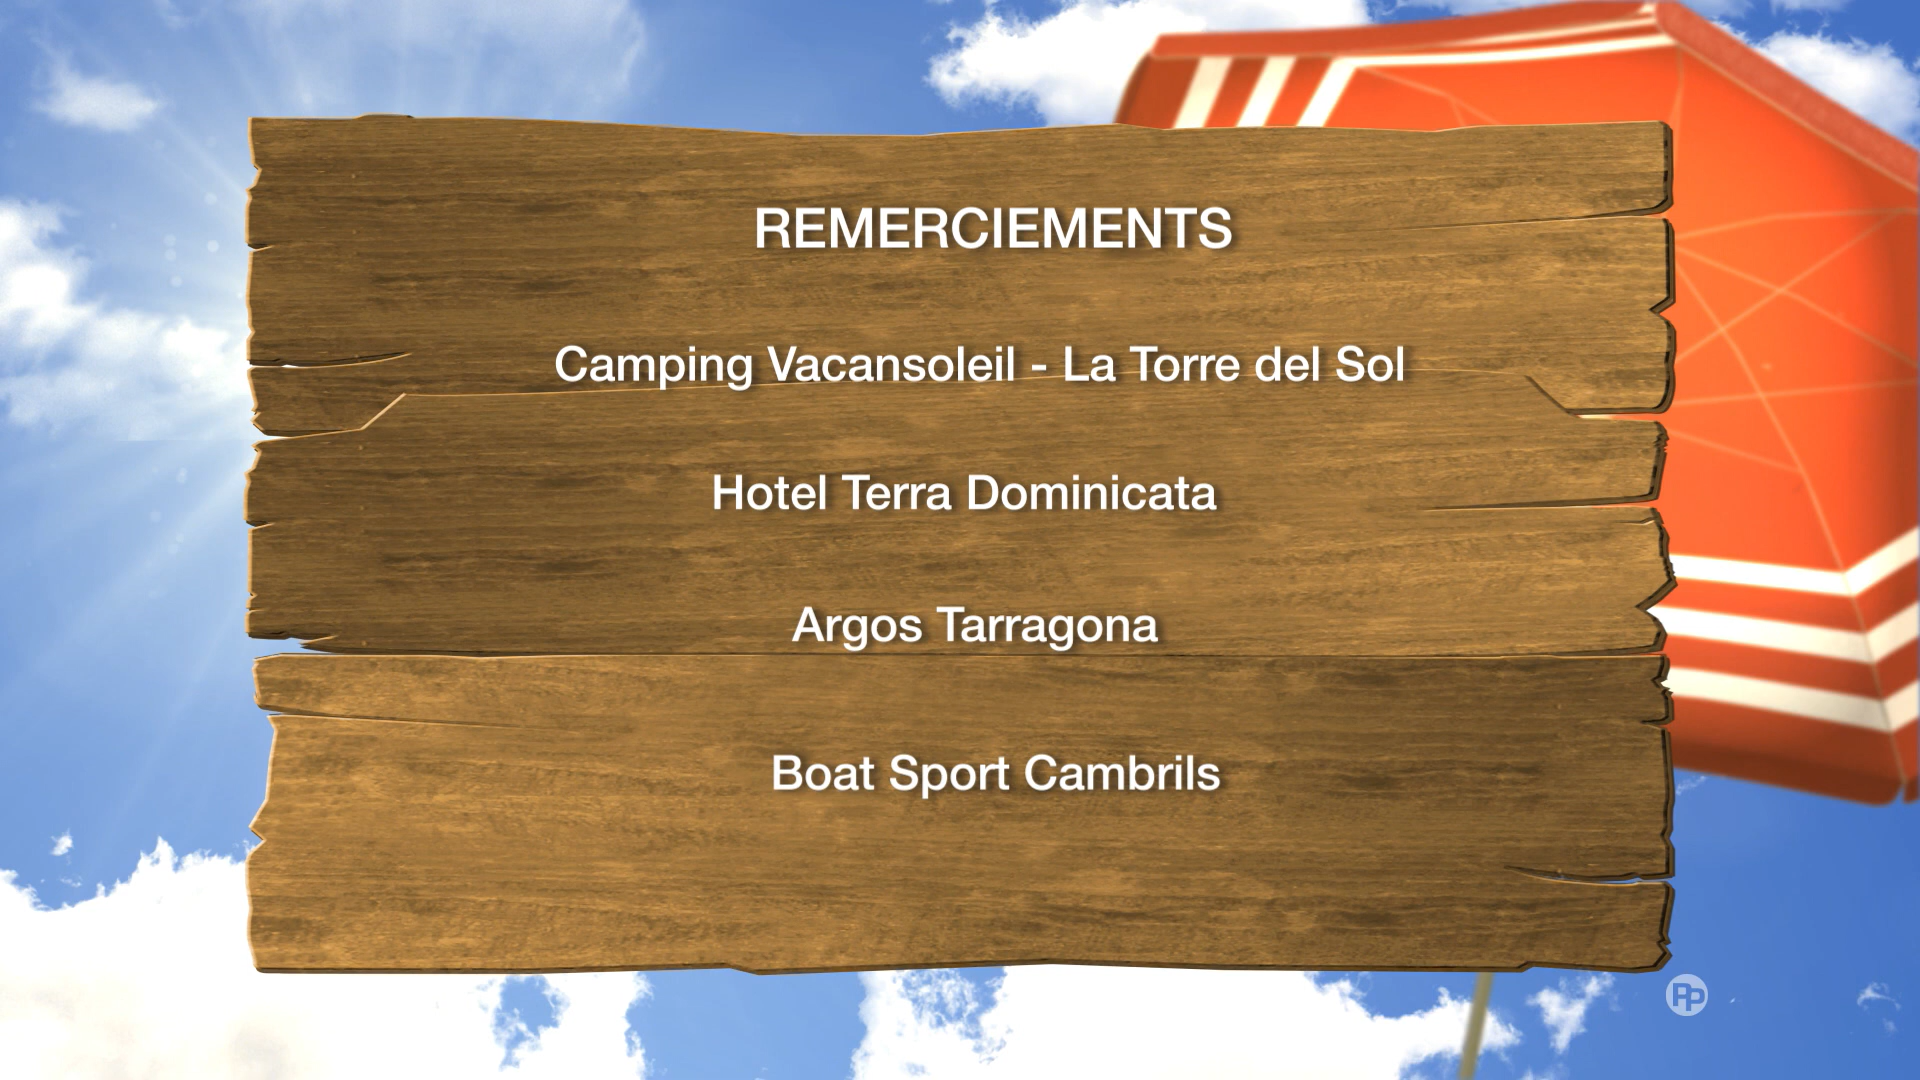 REMERCIEMENTS
Camping Vacansoleil - La Torre del Sol
Hotel Terra Dominicata
Argos Tarragona
Boat Sport Cambrils